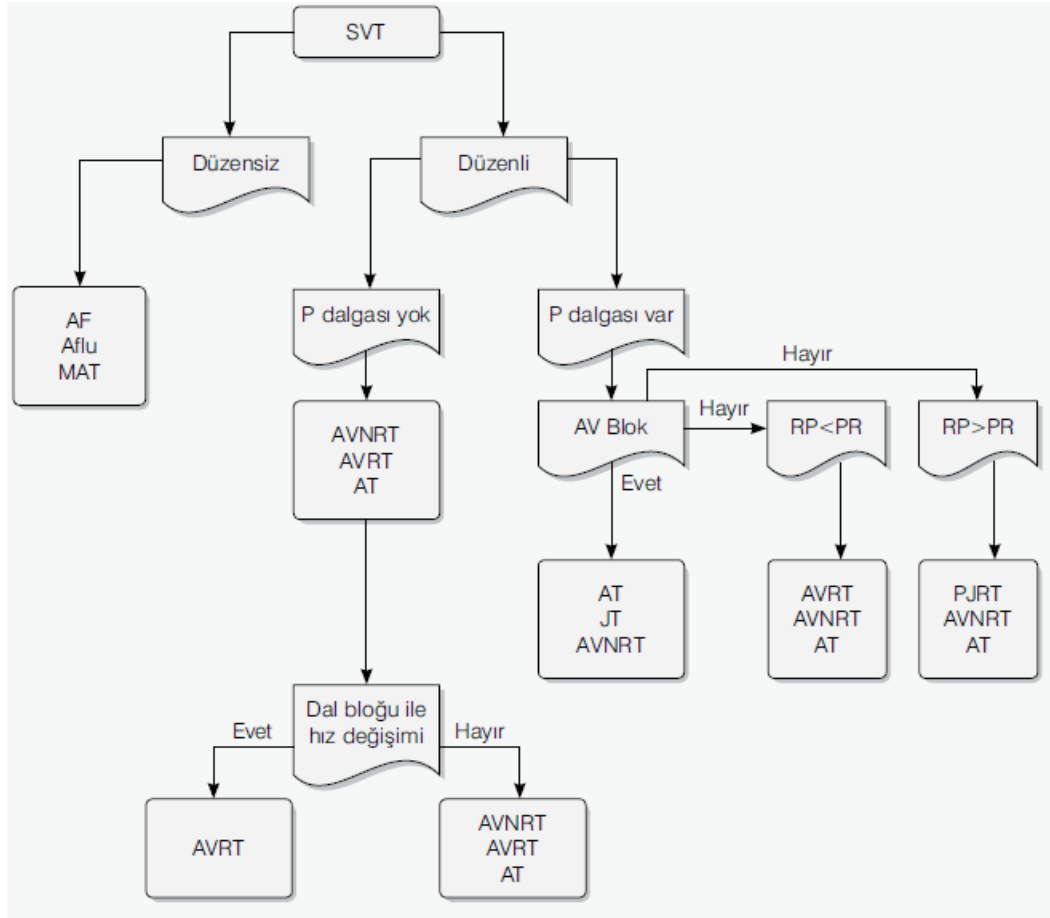 SVT
Düzensiz
Düzenli
AF
Aflu
MAT
P dalgası yok
P dalgası var
Hayır
AVNRT
AVRT
AT
AV Blok
Hayır
RP<PR
RP>PR
Evet
AT
JT
AVNRT
AVRT
AVNRT
AT
PJRT
AVNRT
AT
Dal bloğu ile
hız değişimi
Evet
Hayır
AVRT
AVNRT
AVRT
AT